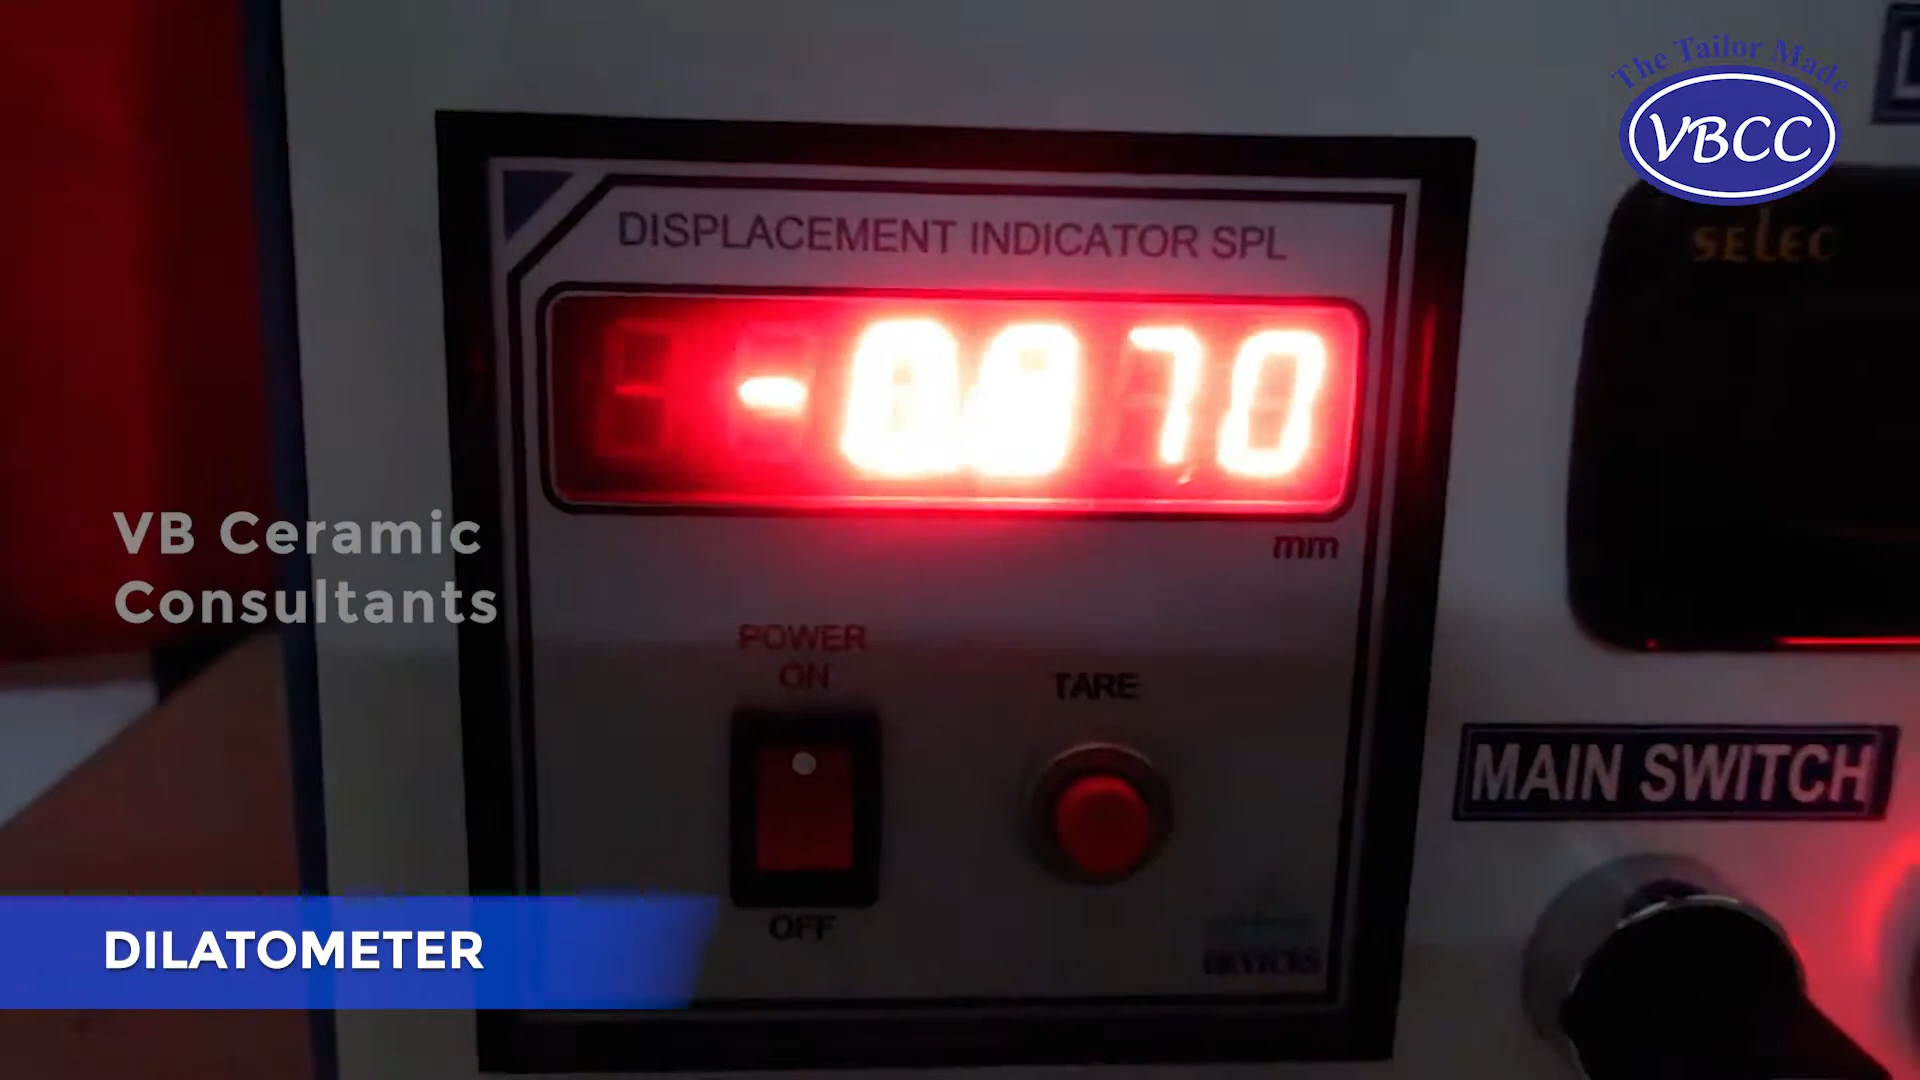 The Tailor Made
VBCC
SELEC
DISPLACEMENT INDICATOR SPL
mm
VB Ceramic
Consultants
POWER
ON
TARE
MAIN SWITCH
OFF
DILATOMETER
DEVICES